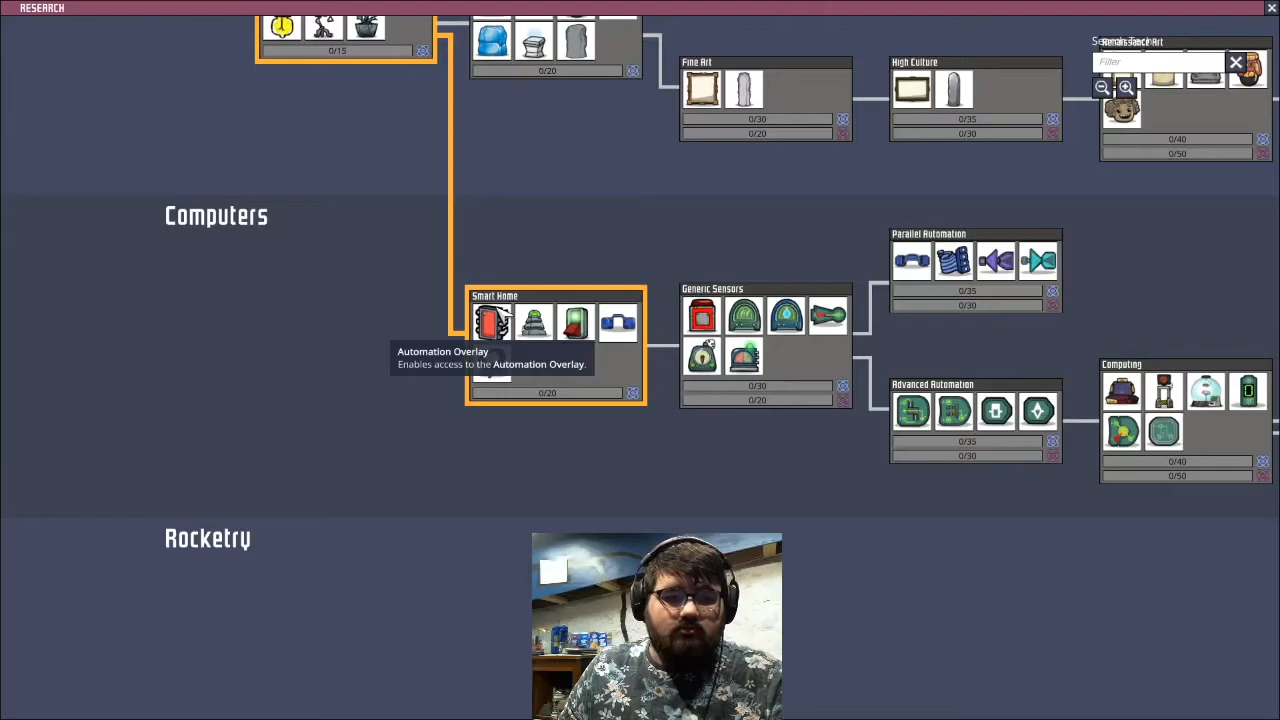 RESEARCH
0/15
0/20
Fine Art
0/30
0/20
High Culture
0/35
0/30
Renaissance Art
Filter
0/40
0/50
Computers
Smart Home
Automation Overlay
Enables access to the Automation Overlay.
0/20
Generic Sensors
0/30
0/20
Parallel Automation
0/35
0/30
Advanced Automation
0/35
0/30
Computing
0/40
0/50
Rocketry